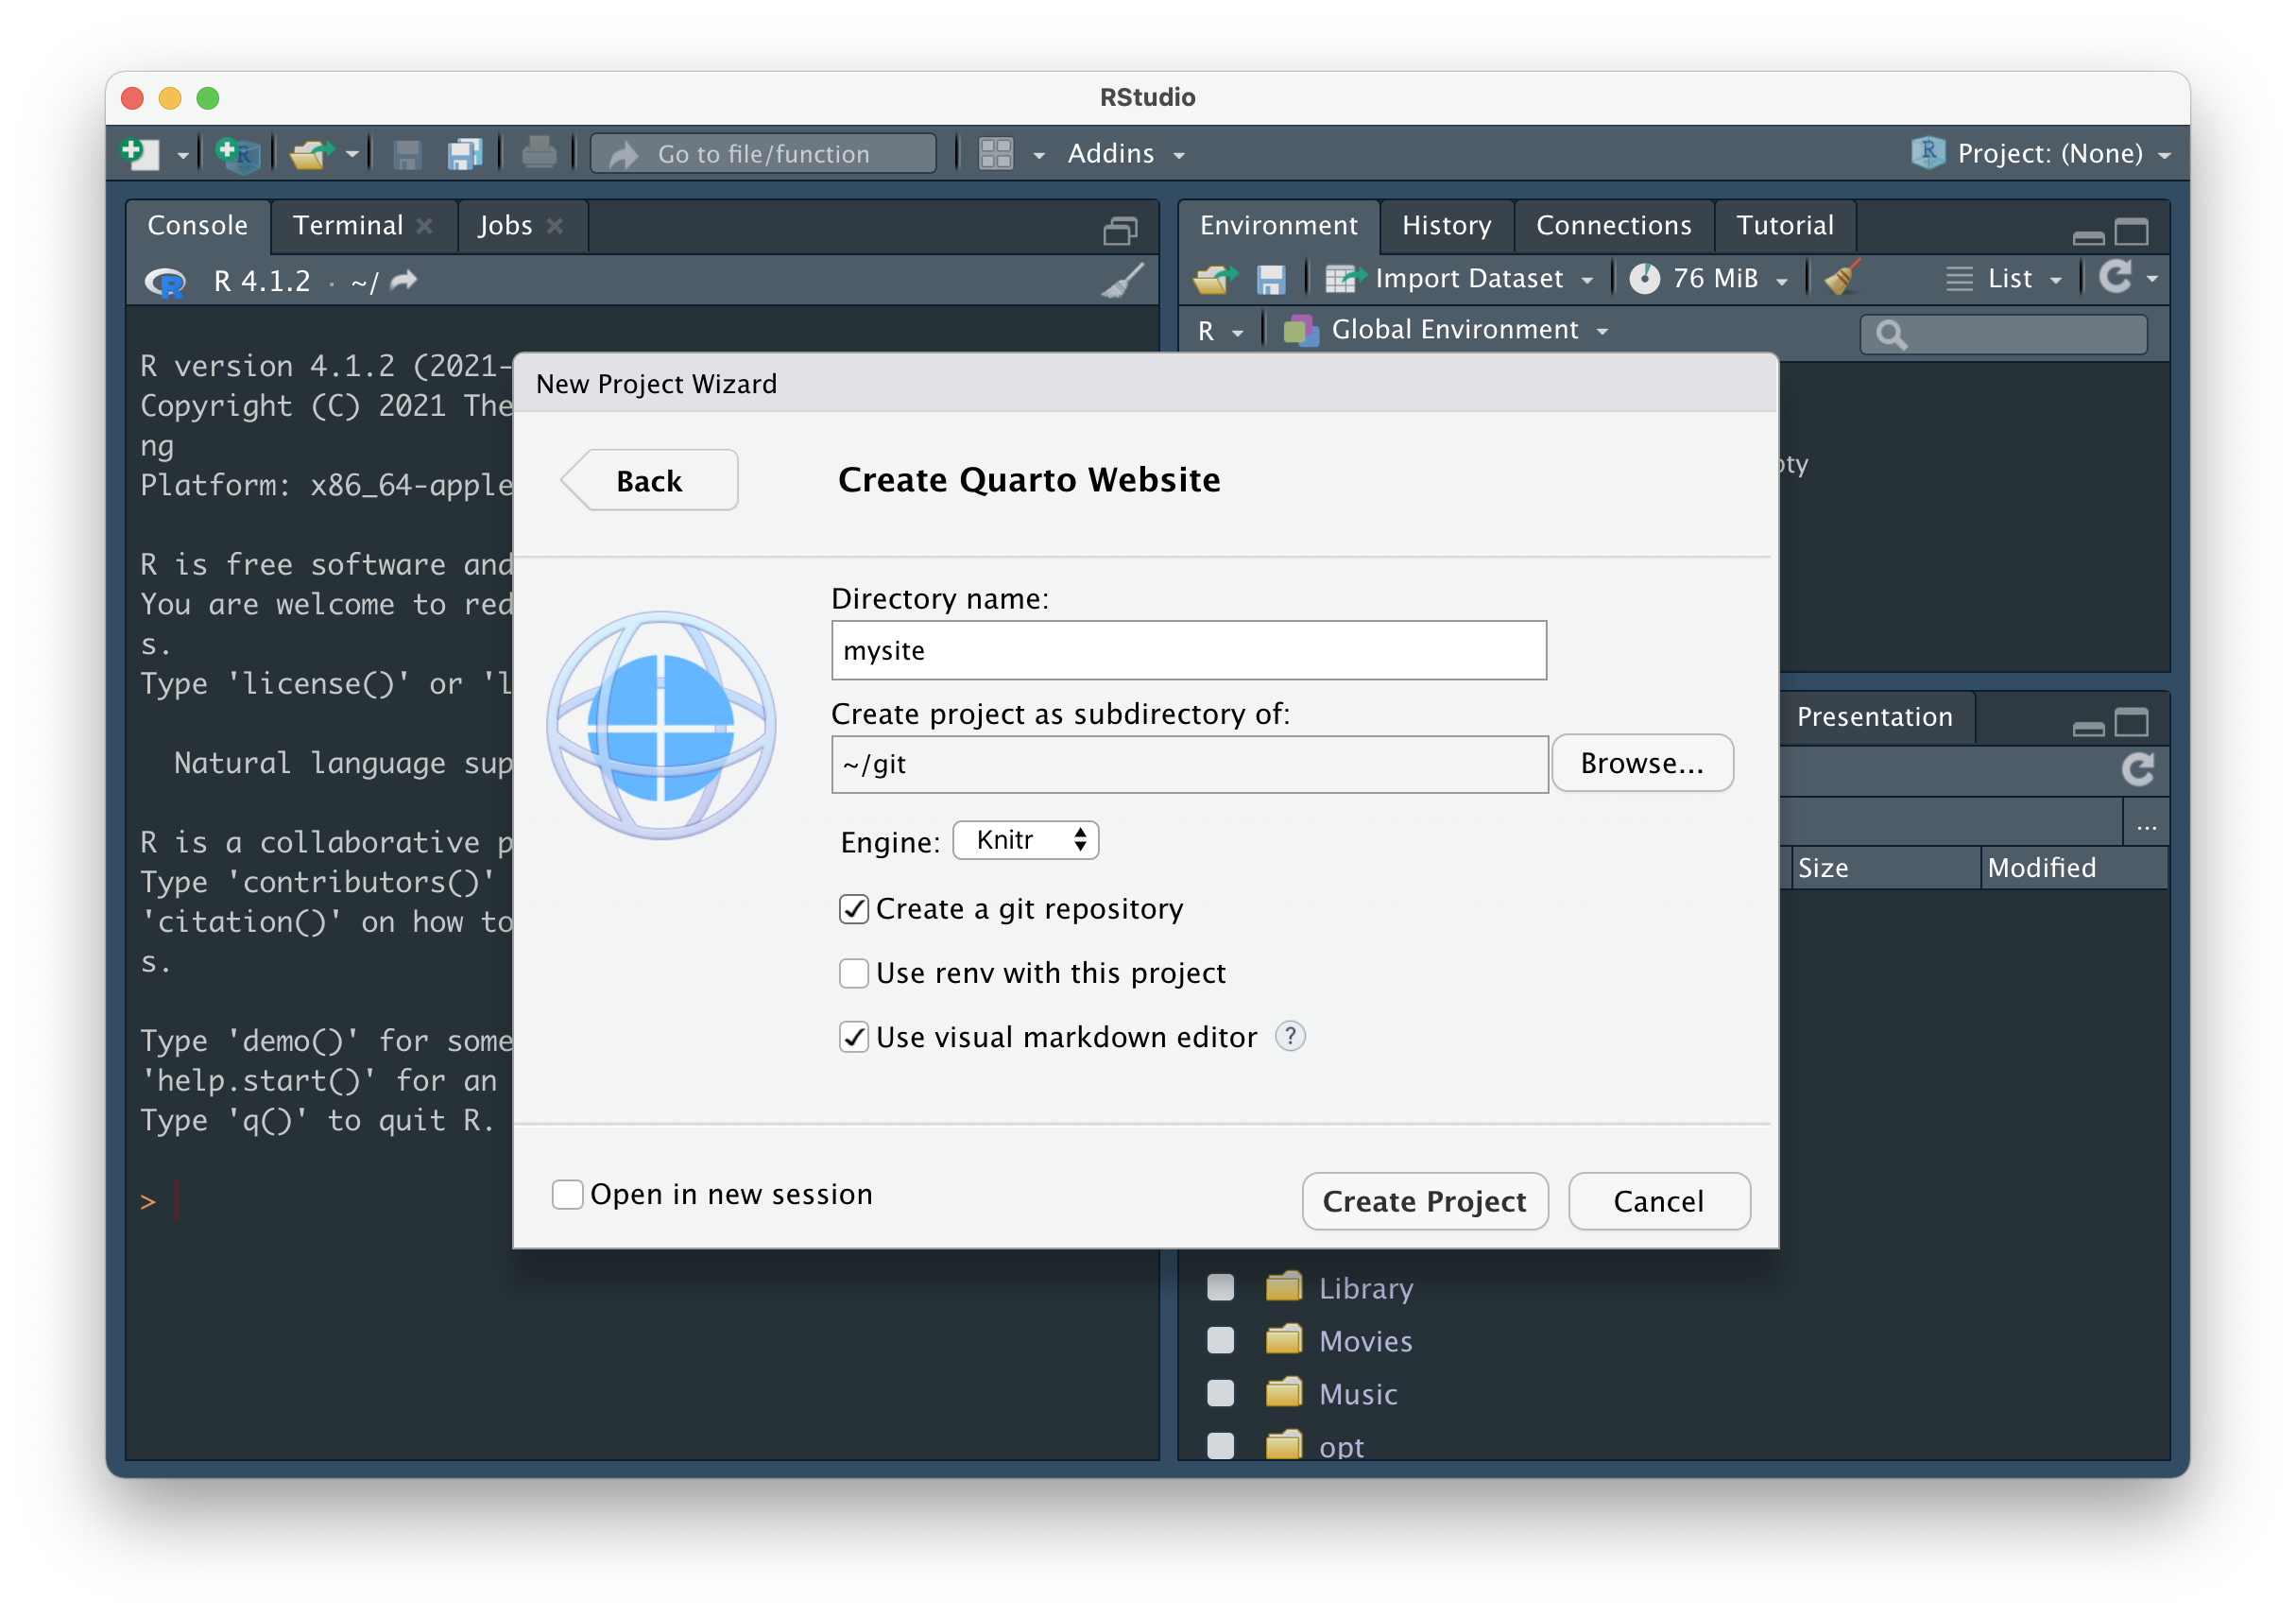 RStudio
Go to file/function
Addins
Project: (None)
Console
Terminal
Jobs
R 4.1.2 · ~/
R version 4.1.2 (2021-
Copyright (C) 2021 The
ng
Platform: x86_64-apple
R is free software and
You are welcome to red
s.
Type 'license()' or 'l
Natural language sup
R is a collaborative p
Type 'contributors()'
'citation()' on how to
s.
Type 'demo()' for some
'help.start()' for an
Type 'q()' to quit R.
>
Environment
History
Connections
Tutorial
Import Dataset
76 MiB
List
R
Global Environment
New Project Wizard
Back
Create Quarto Website
Directory name:
mysite
Create project as subdirectory of:
~/git
Browse...
Engine:
Knitr
Create a git repository
Use renv with this project
Use visual markdown editor
?
Open in new session
Create Project
Cancel
Presentation
...
Size
Modified
Library
Movies
Music
opt